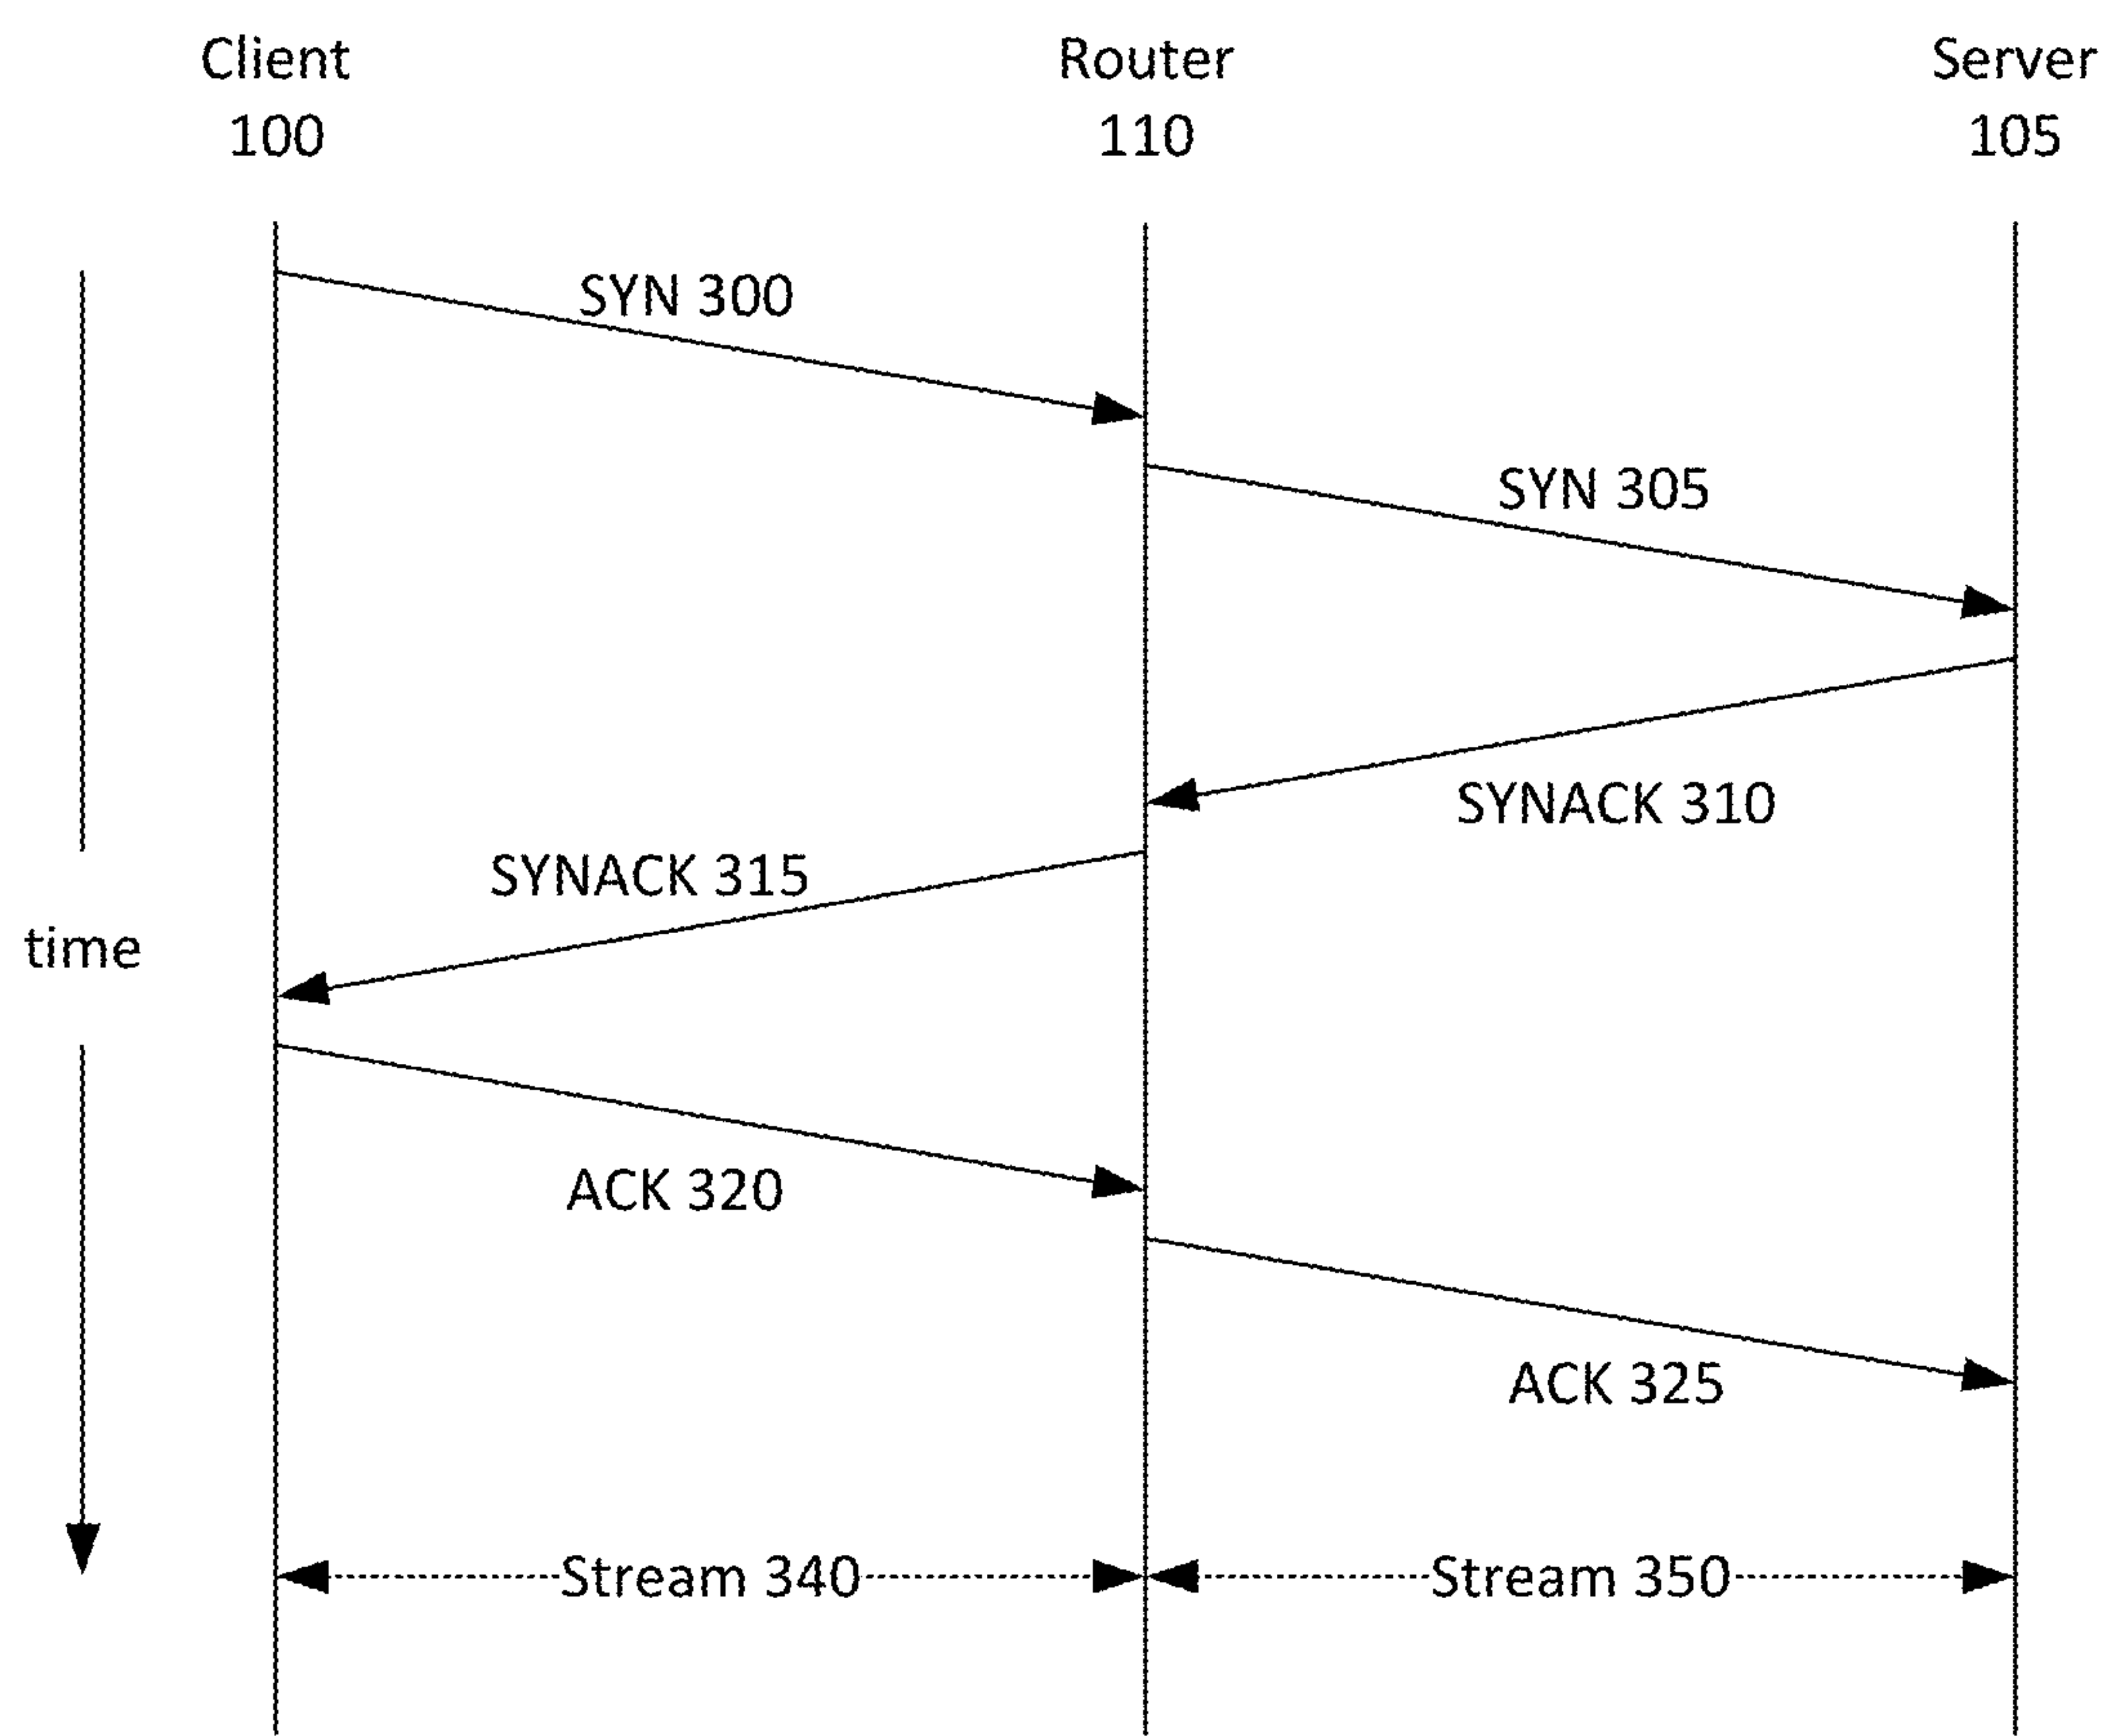 Client
100
Router
110
Server
105
SYN 300
SYN 305
SYNACK 310
SYNACK 315
time
ACK 320
ACK 325
Stream 340
Stream 350